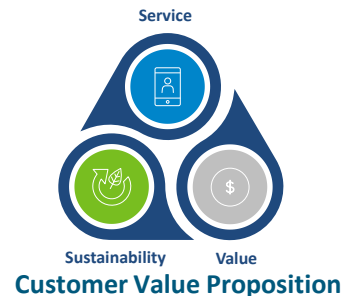 Service
$
Sustainability
Value
Customer Value Proposition